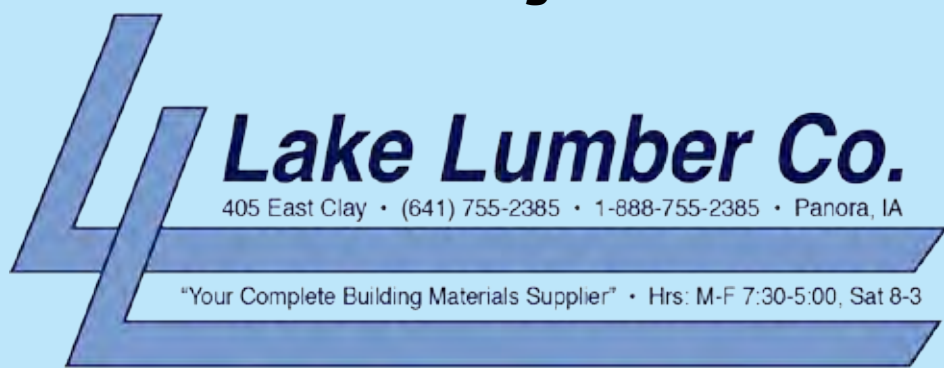 Lake Lumber Co.
405 East Clay • (641) 755-2385 • 1-888-755-2385 • Panora, IA
"Your Complete Building Materials Supplier" • Hrs: M-F 7:30-5:00, Sat 8-3